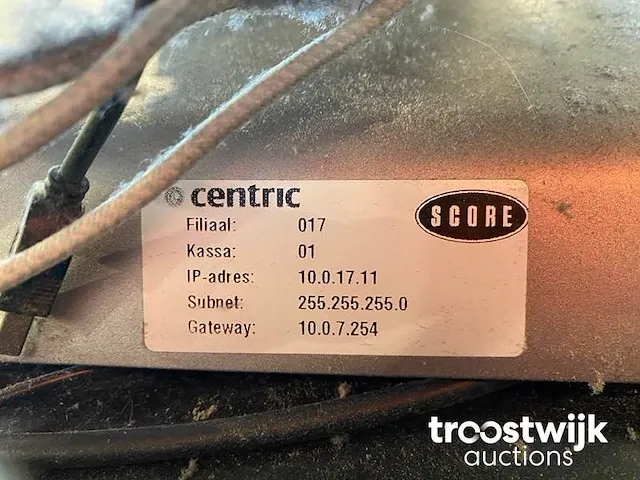 centric
SCORE
Filiaal: 017
Kassa: 01
IP-adres: 10.0.17.11
Subnet: 255.255.255.0
Gateway: 10.0.7.254
troostwijk
auctions